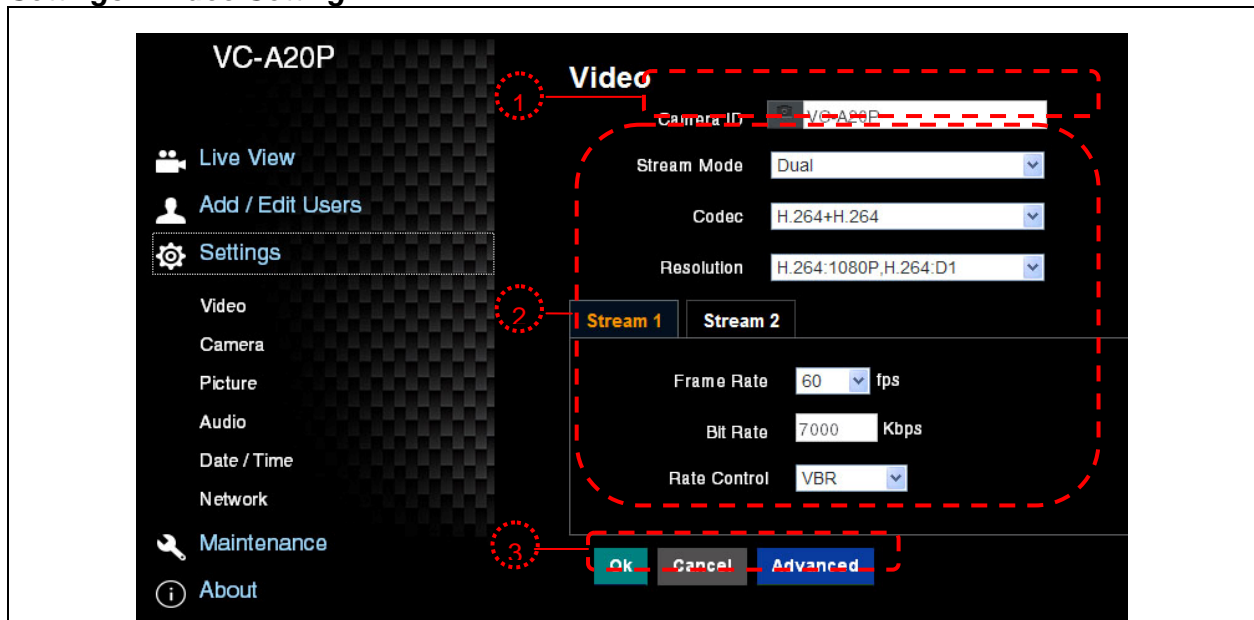 VC-A20P
Live View
Add / Edit Users
Settings
Video
Camera
Picture
Audio
Date / Time
Network
Maintenance
About
Video
1
Camera ID VC-A20P
Stream Mode Dual
Codec H.264+H.264
Resolution H.264:1080P,H.264:D1
2
Stream 1 Stream 2
Frame Rate 60 fps
Bit Rate 7000 Kbps
Rate Control VBR
3
Ok Cancel Advanced